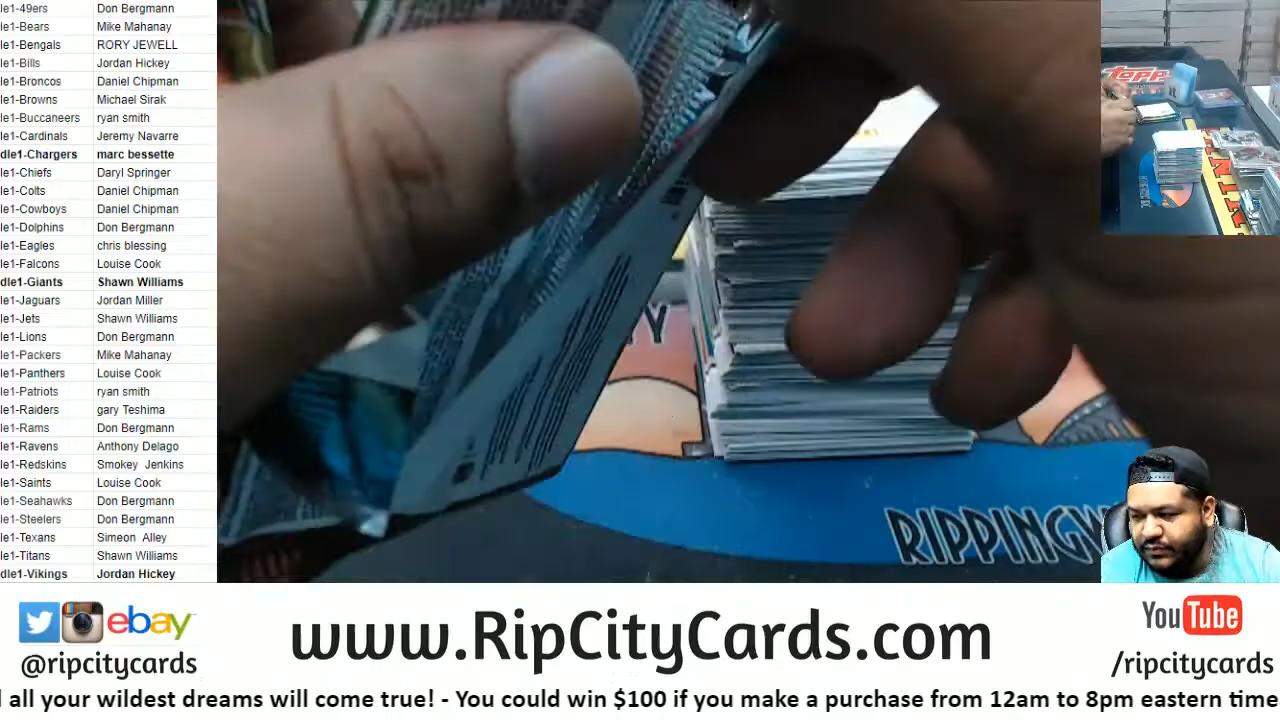 le1-49ers Don Bergmann
le1-Bears Mike Mahanay
le1-Bengals RORY JEWELL
le1-Bills Jordan Hickey
le1-Broncos Daniel Chipman
le1-Browns Michael Sirak
le1-Buccaneers ryan smith
le1-Cardinals Jeremy Navarre
dle1-Chargers marc bessette
le1-Chiefs Daryl Springer
le1-Colts Daniel Chipman
le1-Cowboys Daniel Chipman
le1-Dolphins Don Bergmann
le1-Eagles chris blessing
le1-Falcons Louise Cook
dle1-Giants Shawn Williams
le1-Jaguars Jordan Miller
le1-Jets Shawn Williams
le1-Lions Don Bergmann
le1-Packers Mike Mahanay
le1-Panthers Louise Cook
le1-Patriots ryan smith
le1-Raiders gary Teshima
le1-Rams Don Bergmann
le1-Ravens Anthony Delago
le1-Redskins Smokey Jenkins
le1-Saints Louise Cook
le1-Seahawks Don Bergmann
le1-Steelers Don Bergmann
le1-Texans Simeon Alley
le1-Titans Shawn Williams
dle1-Vikings Jordan Hickey
topp
RIPPINGW
ebay
@ripcitycards
www.RipCityCards.com
YouTube
/ripcitycards
all your wildest dreams will come true! - You could win $100 if you make a purchase from 12am to 8pm eastern time